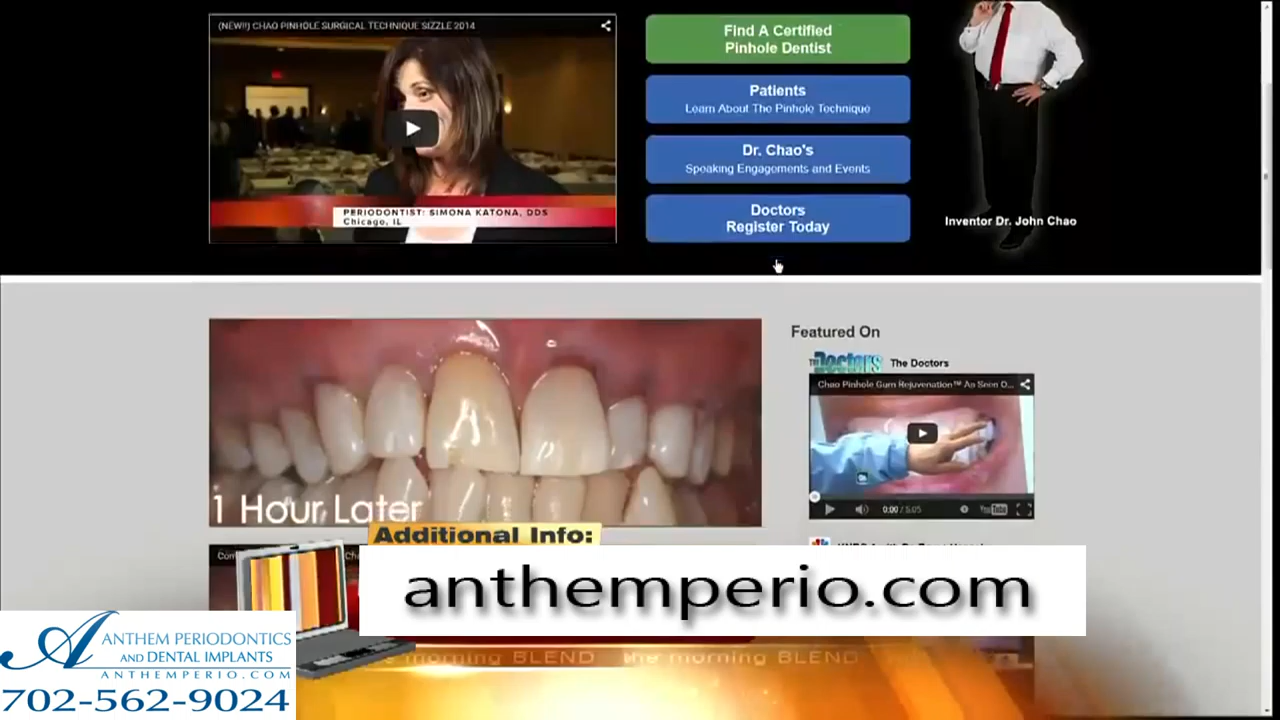 (NEW!!) CHAO PINHOLE SURGICAL TECHNIQUE SIZZLE 2014
PERIODONTIST: SIMONA KATONA, DDS
Chicago, IL
Find A Certified
Pinhole Dentist
Patients
Learn About The Pinhole Technique
Dr. Chao's
Speaking Engagements and Events
Doctors
Register Today
Inventor Dr. John Chao
1 Hour Later
Featured On
THE Doctors
The Doctors
Chao Pinhole Gum Rejuvenation™ As Seen O...
0:00 / 5:05
YouTube
Additional Info:
anthemperio.com
the morning BLEND
ANTHEM PERIODONTICS
AND DENTAL IMPLANTS
ANTHEMPERIO.COM
702-562-9024